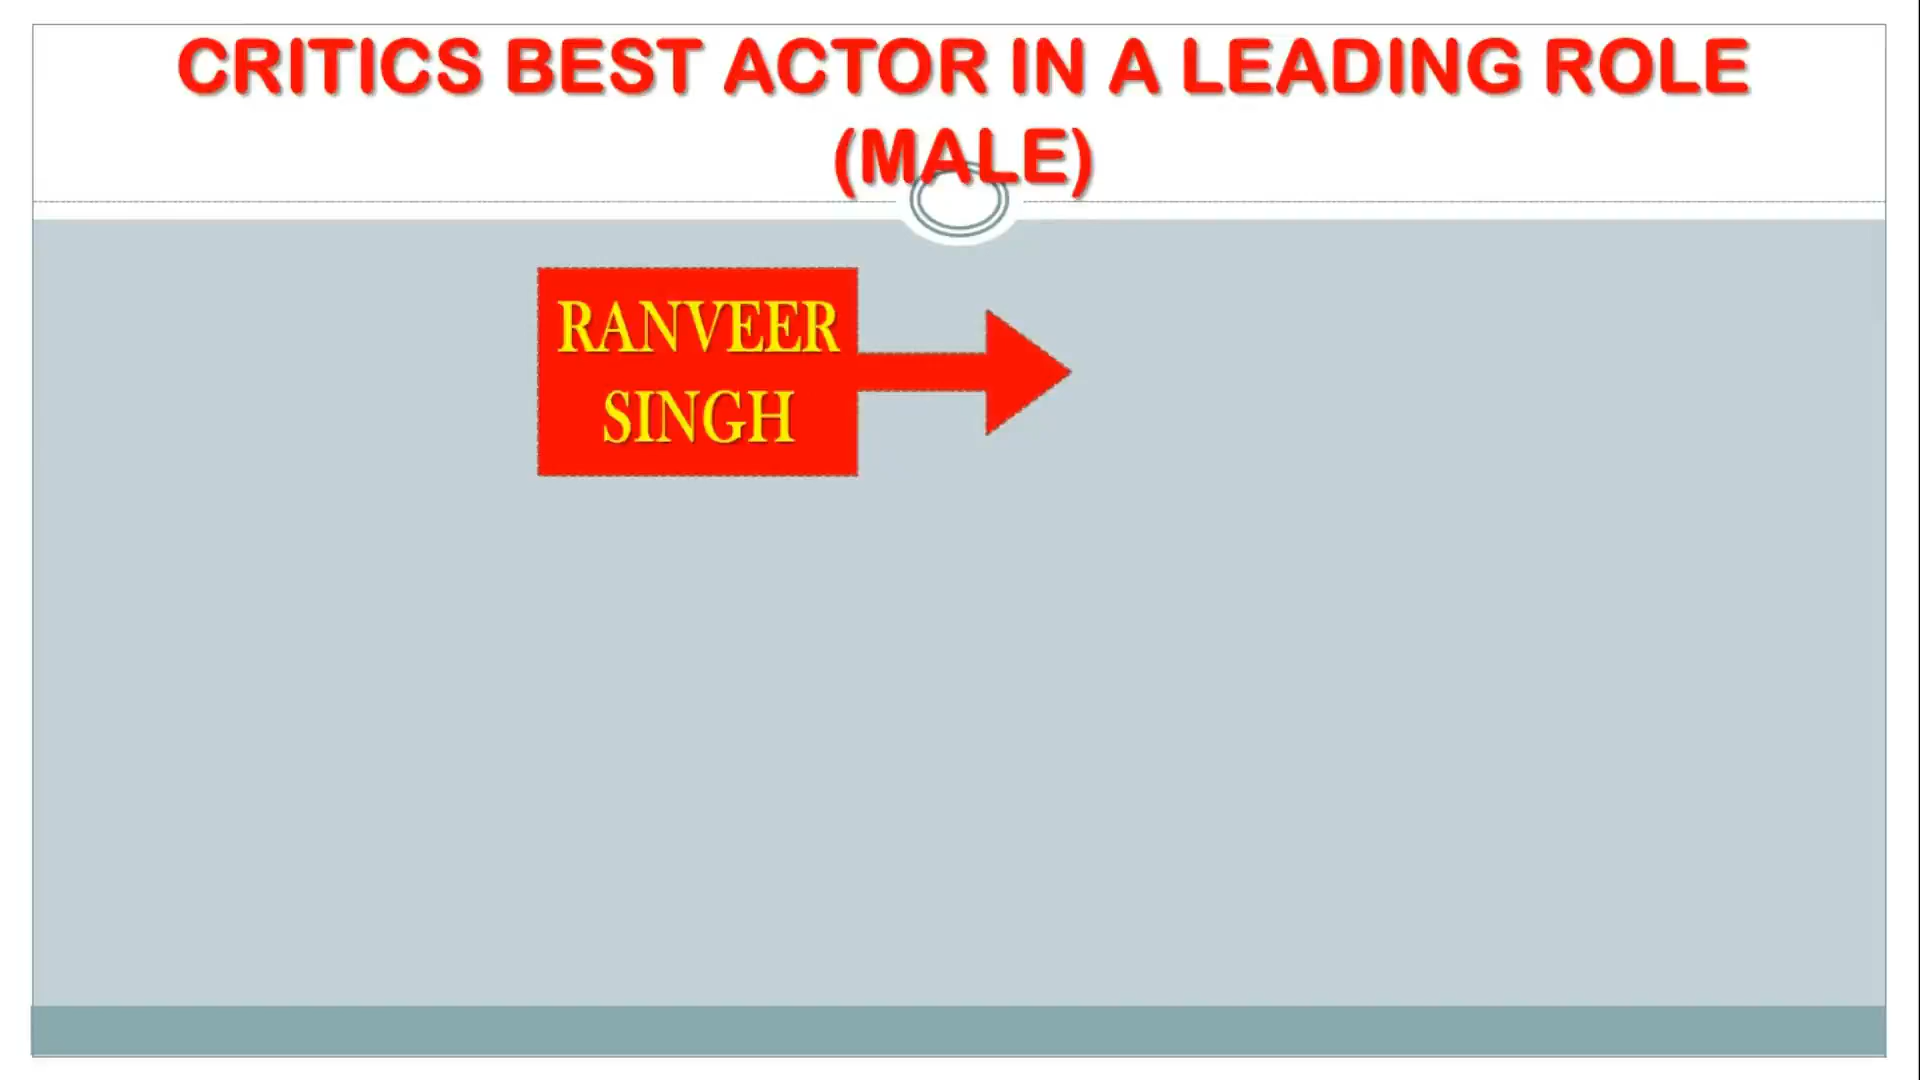 CRITICS BEST ACTOR IN A LEADING ROLE
(MALE)
RANVEER
SINGH